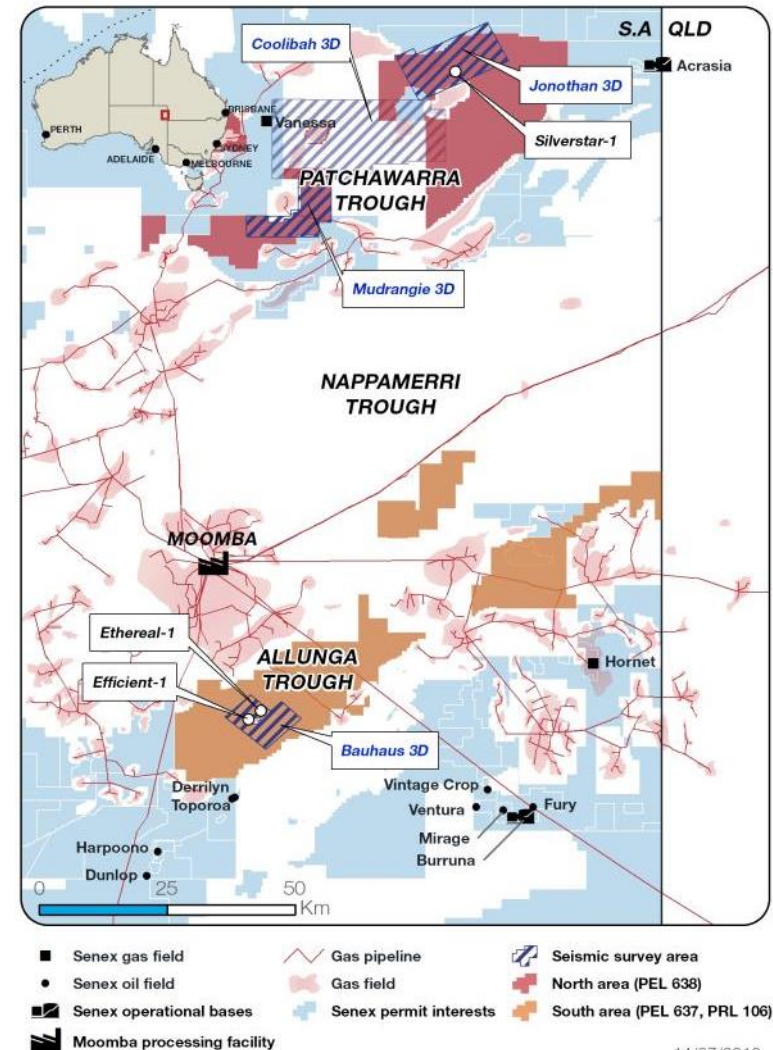 S.A QLD
Coolibah 3D
Acrasia
Jonothan 3D
BRISBANE
Vanessa
PERTH
SYDNEY
Silverstar-1
ADELAIDE
MELBOURNE
PATCHAWARRA
TROUGH
Mudrangie 3D
NAPPAMERRI
TROUGH
MOOMBA
Ethereal-1
ALLUNGA
TROUGH
Hornet
Efficient-1
Bauhaus 3D
Derrilyn
Toporoa
Vintage Crop
Ventura
Fury
Mirage
Burruna
Harpoono
Dunlop
0 25 50
Km
Senex gas field
Senex oil field
Senex operational bases
Moomba processing facility
Gas pipeline
Gas field
Senex permit interests
Seismic survey area
North area (PEL 638)
South area (PEL 637, PRL 106)